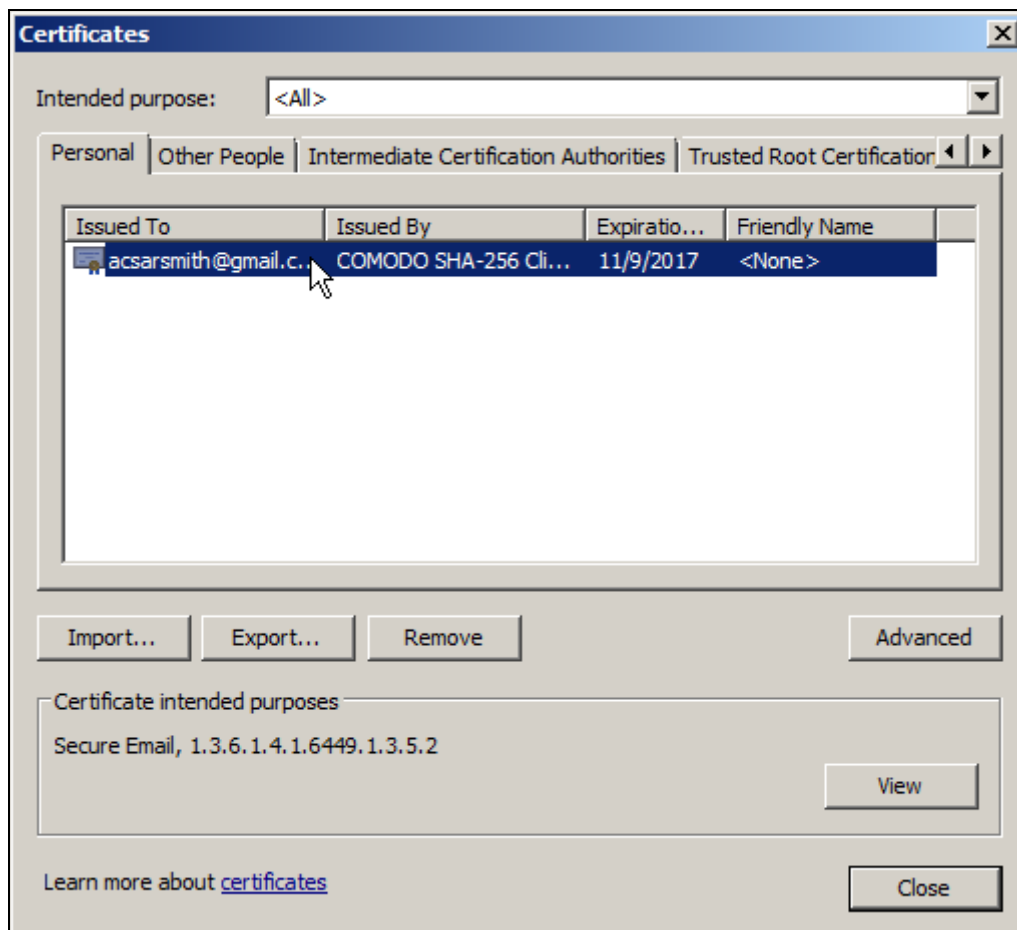 Certificates
Intended purpose: <All>
Personal Other People Intermediate Certification Authorities Trusted Root Certification
Issued To Issued By Expiratio... Friendly Name
acsarsmith@gmail.c... COMODO SHA-256 Cli... 11/9/2017 <None>
Import... Export... Remove Advanced
Certificate intended purposes
Secure Email, 1.3.6.1.4.1.6449.1.3.5.2
View
Learn more about certificates
Close